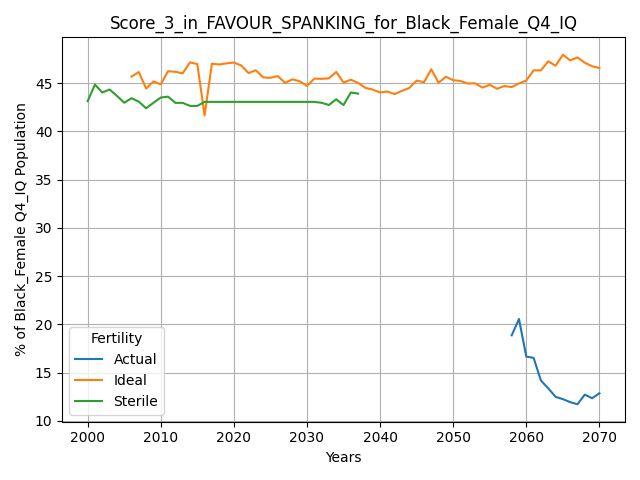 Score_3_in_FAVOUR_SPANKING_for_Black_Female_Q4_IQ
% of Black_Female Q4_IQ Population
45
40
35
30
25
20
15
10
Fertility
Actual
Ideal
Sterile
2000 2010 2020 2030 2040 2050 2060 2070
Years